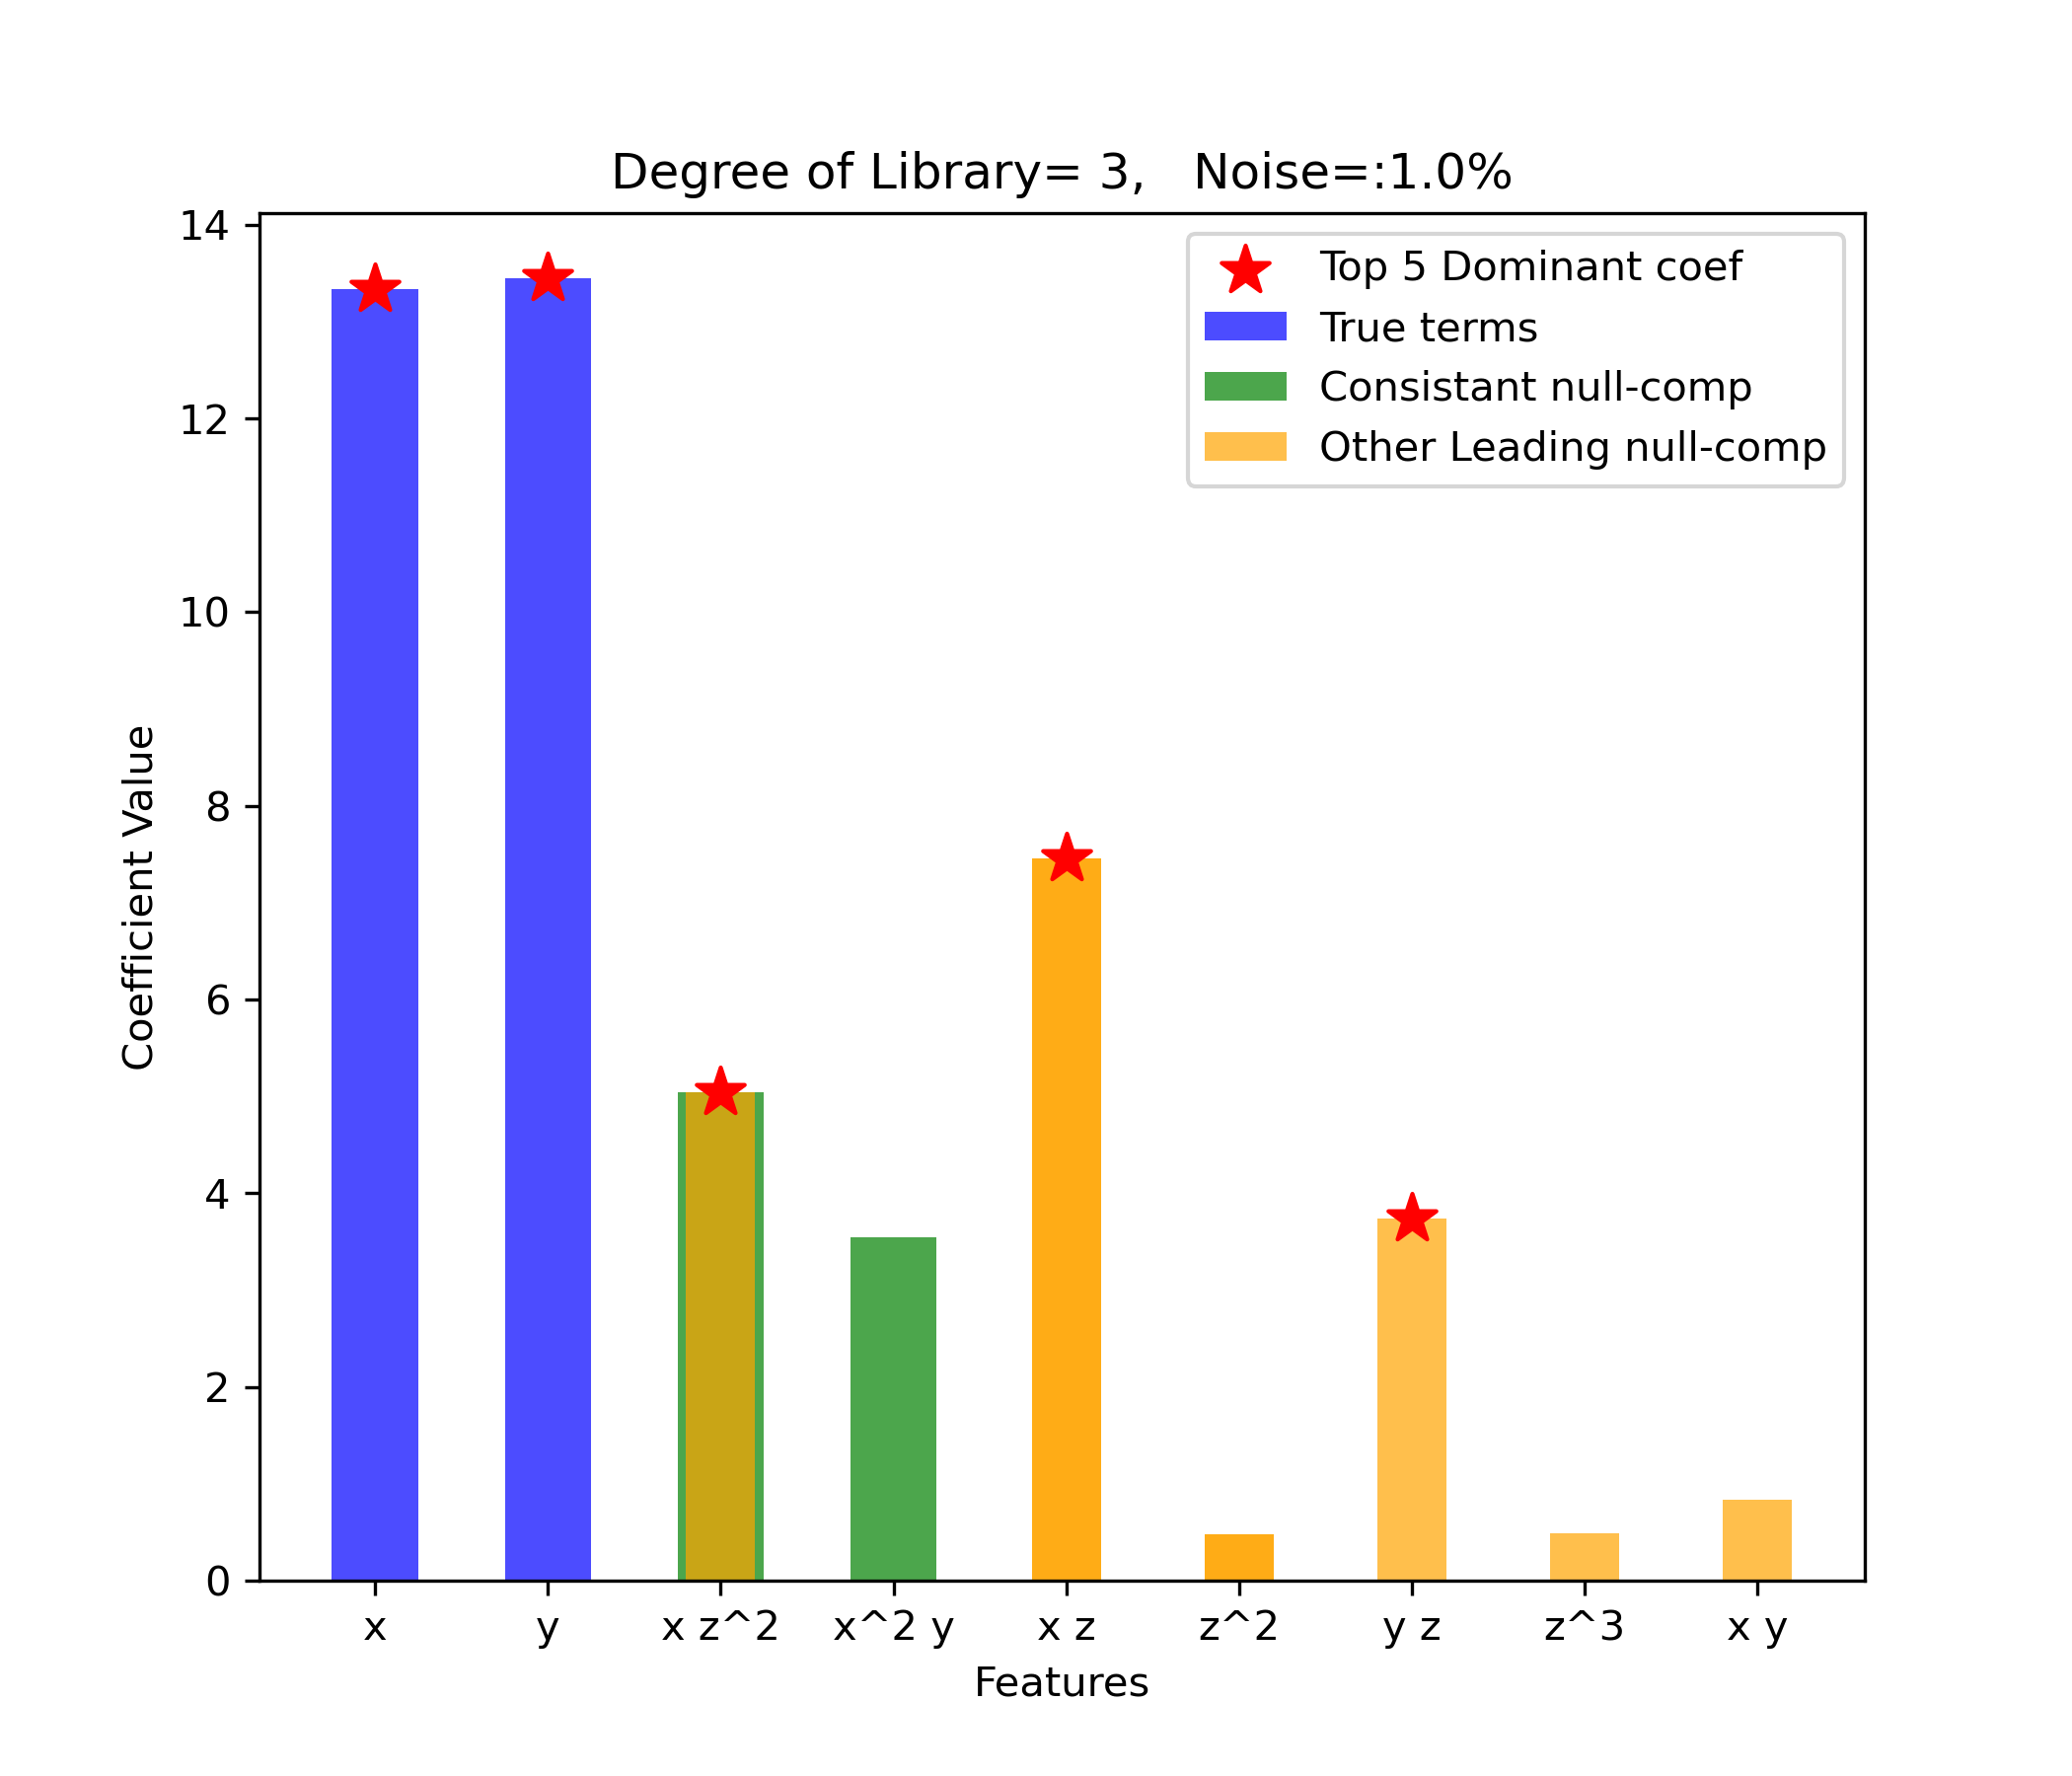 Degree of Library= 3,   Noise=:1.0%
Top 5 Dominant coef
True terms
Consistant null-comp
Other Leading null-comp
14
12
10
8
6
4
2
0
Coefficient Value
x y x z^2 x^2 y x z z^2 y z z^3 x y
Features